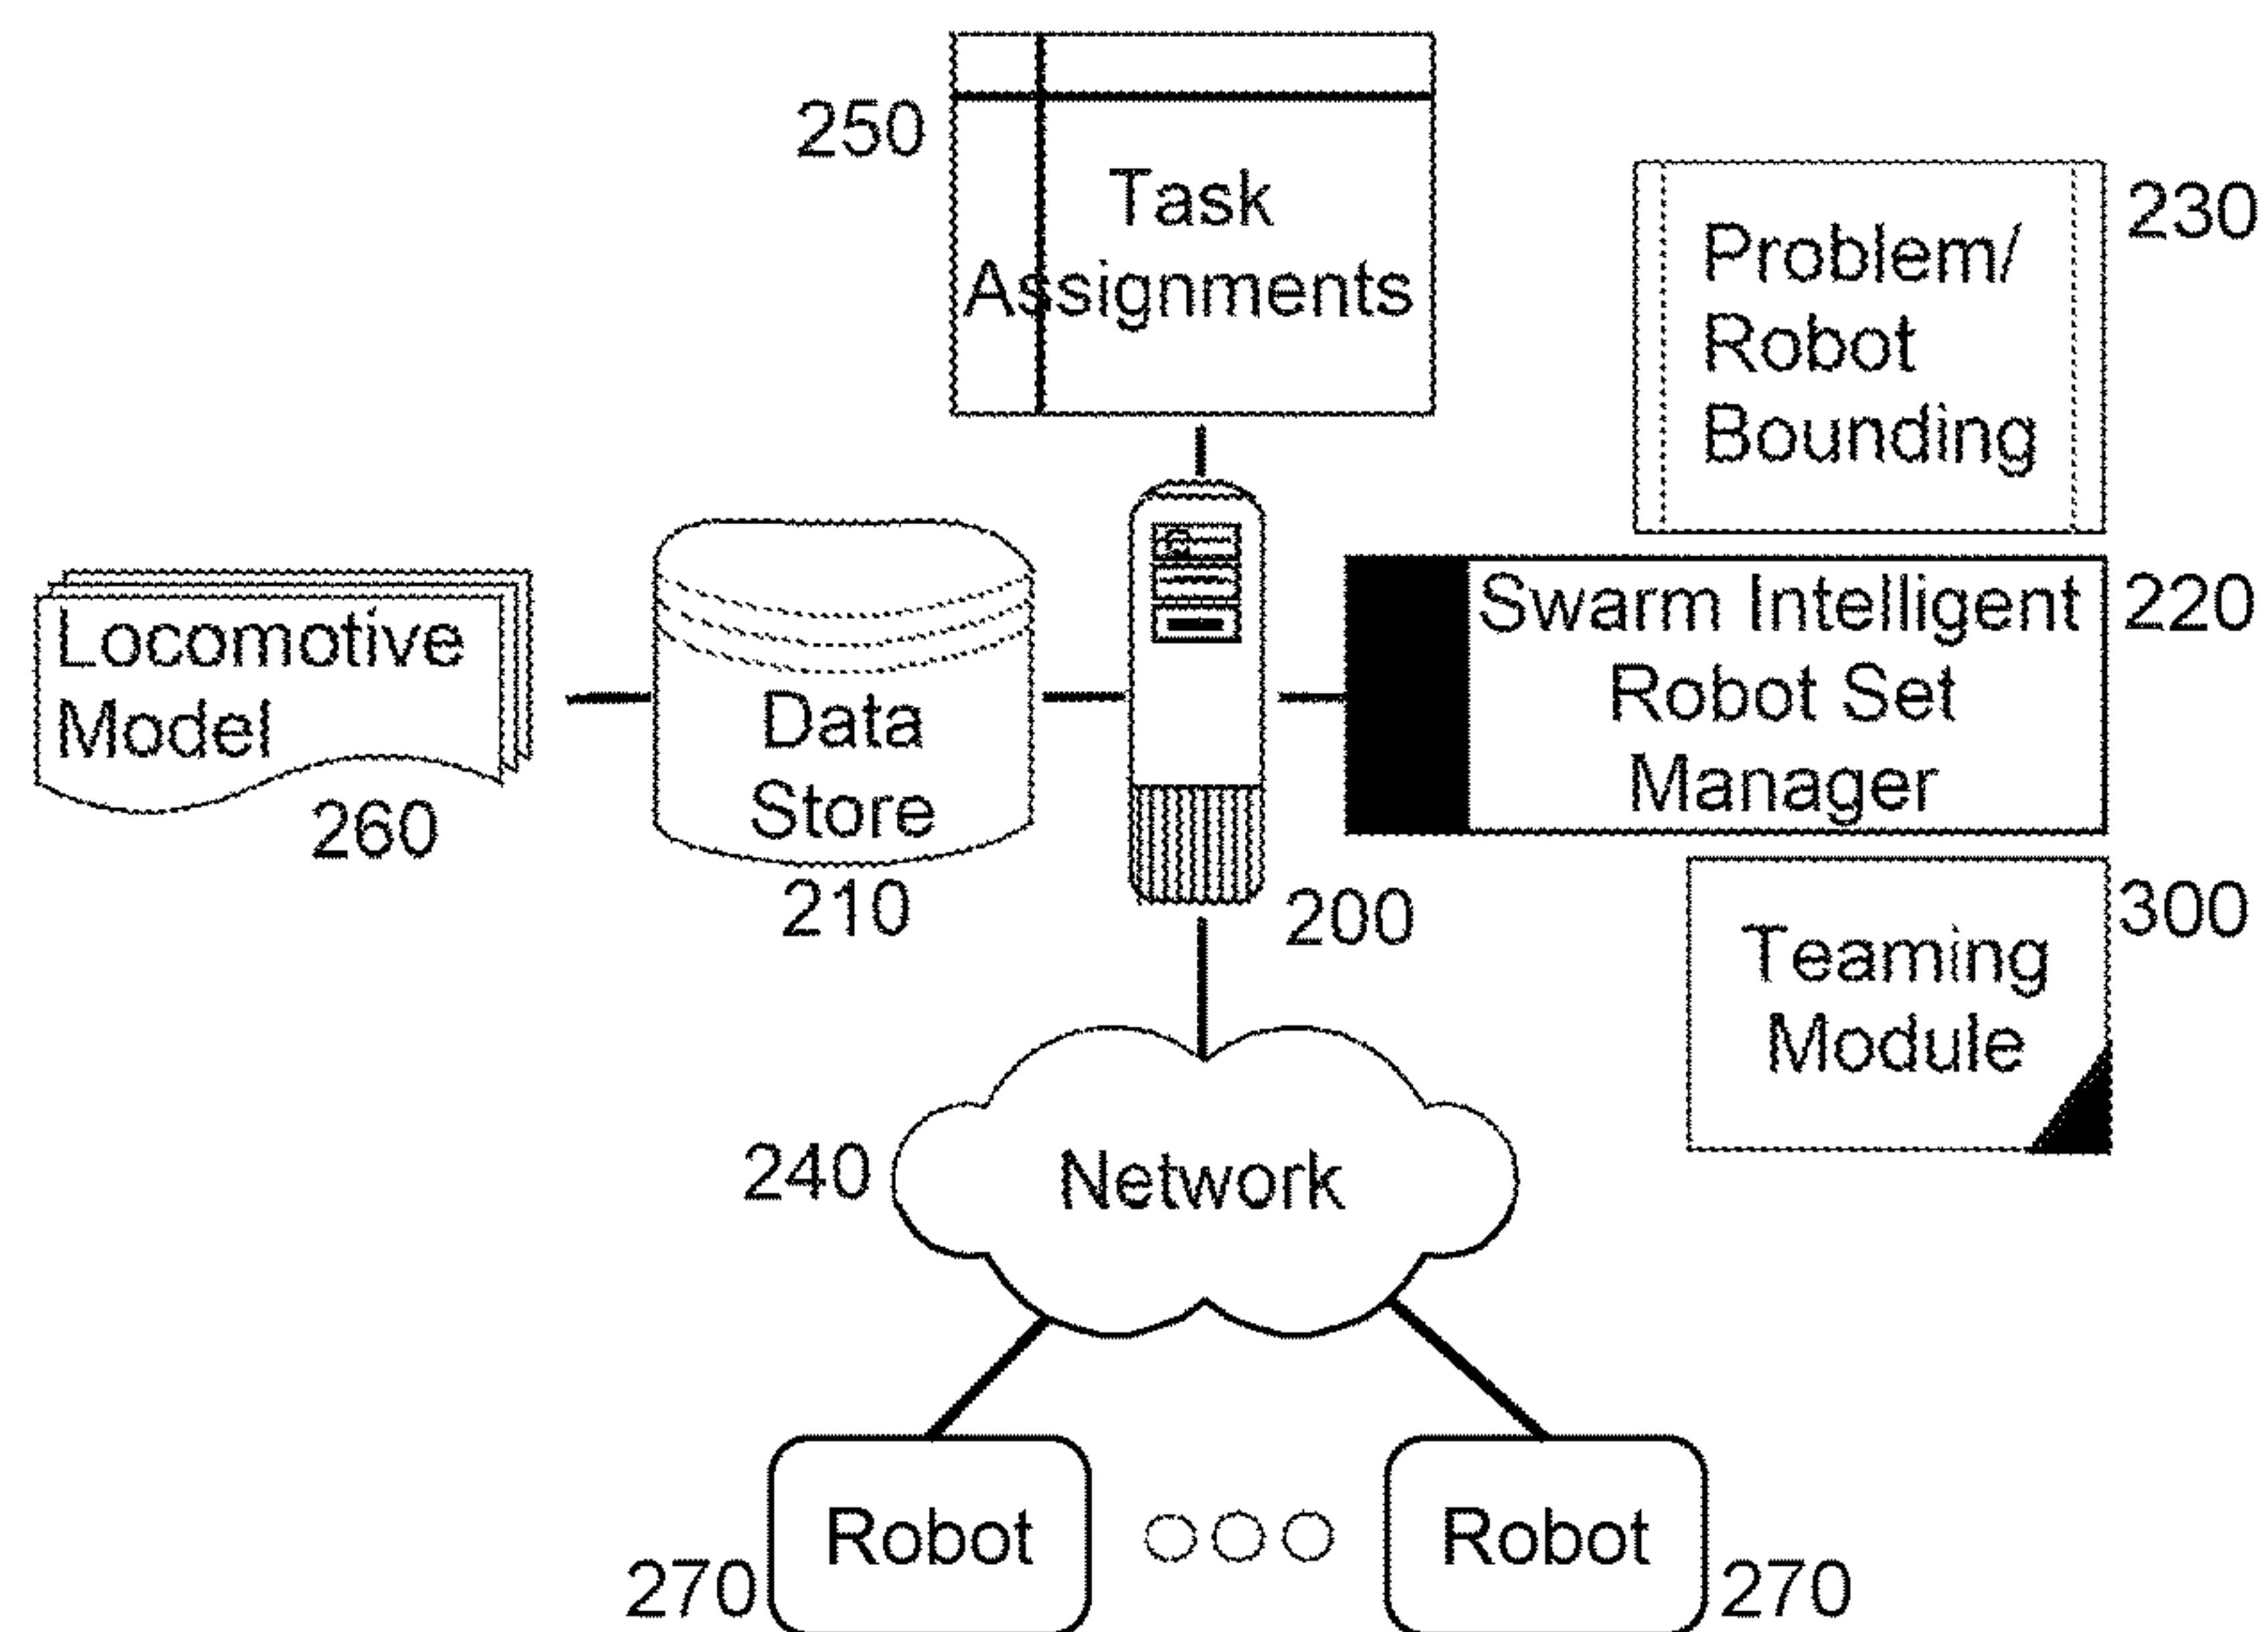 250
Task
Assignments
Problem/
Robot
Bounding
230
Locomotive
Model
260
Data
Store
210
200
Swarm Intelligent
Robot Set
Manager
220
Teaming
Module
300
240
Network
Robot
270
Robot
270